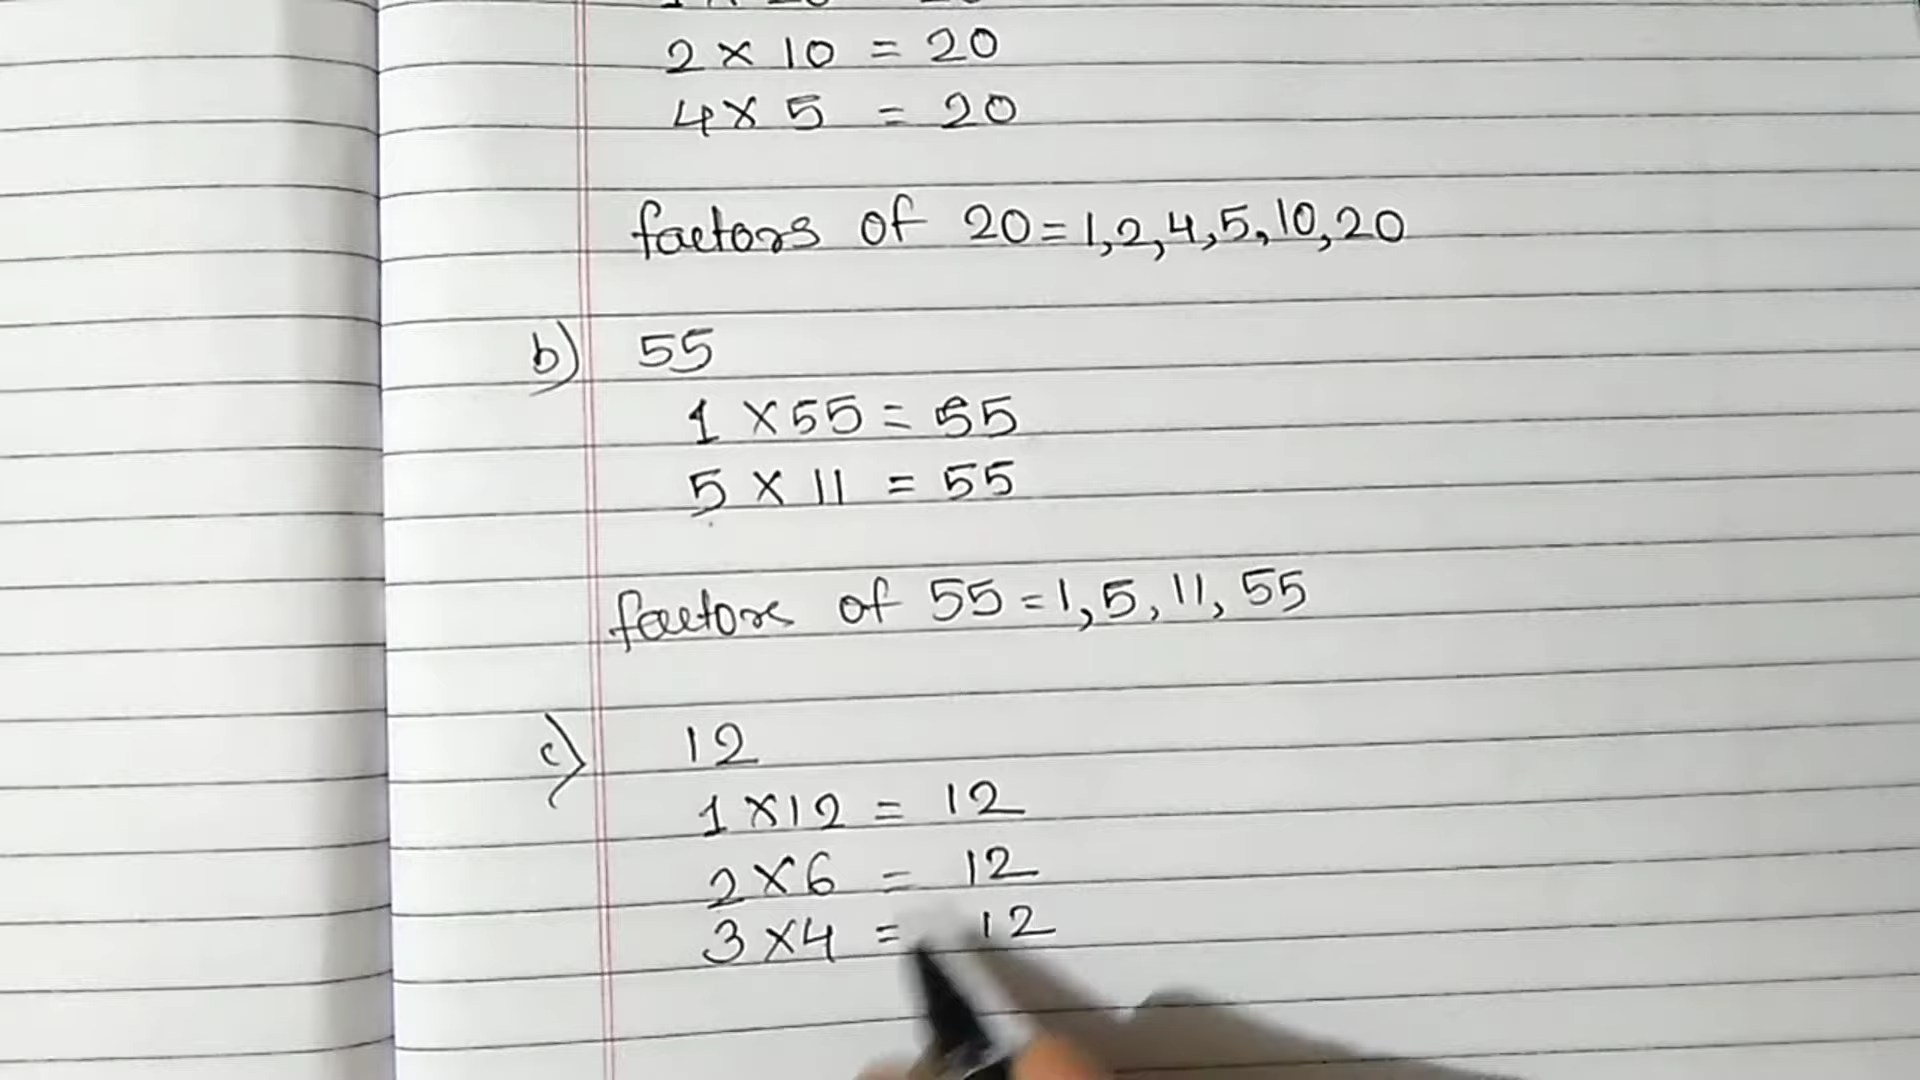 2 × 10 = 20
4 × 5 = 20
factors of 20 = 1, 2, 4, 5, 10, 20
b) 55
1 × 55 = 55
5 × 11 = 55
factors of 55 = 1, 5, 11, 55
c) 12
1 × 12 = 12
2 × 6 = 12
3 × 4 = 12